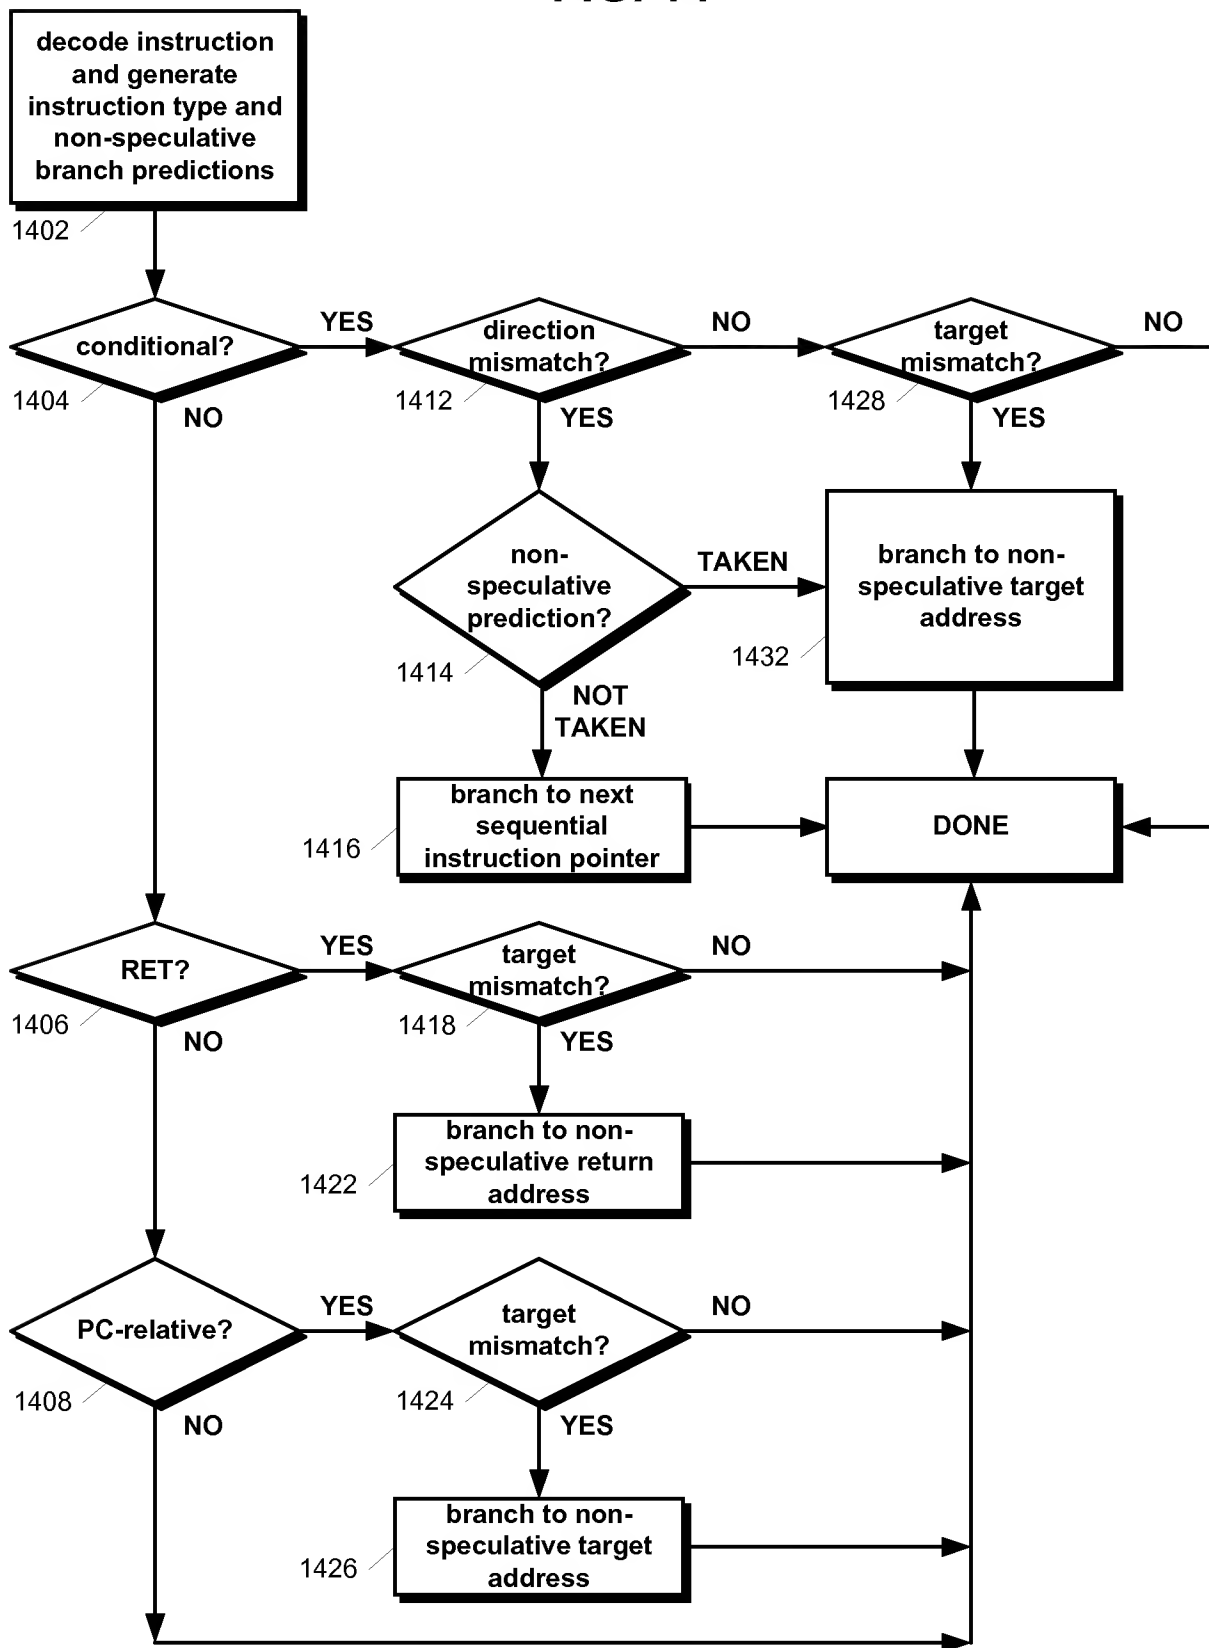 decode instruction
and generate
instruction type and
non-speculative
branch predictions
1402
conditional?
1404
YES
NO
direction
mismatch?
1412
NO
YES
target
mismatch?
1428
NO
YES
non-
speculative
prediction?
1414
TAKEN
NOT
TAKEN
branch to non-
speculative target
address
1432
branch to next
sequential
instruction pointer
1416
DONE
RET?
1406
YES
NO
target
mismatch?
1418
NO
YES
branch to non-
speculative return
address
1422
PC-relative?
1408
YES
NO
target
mismatch?
1424
NO
YES
branch to non-
speculative target
address
1426